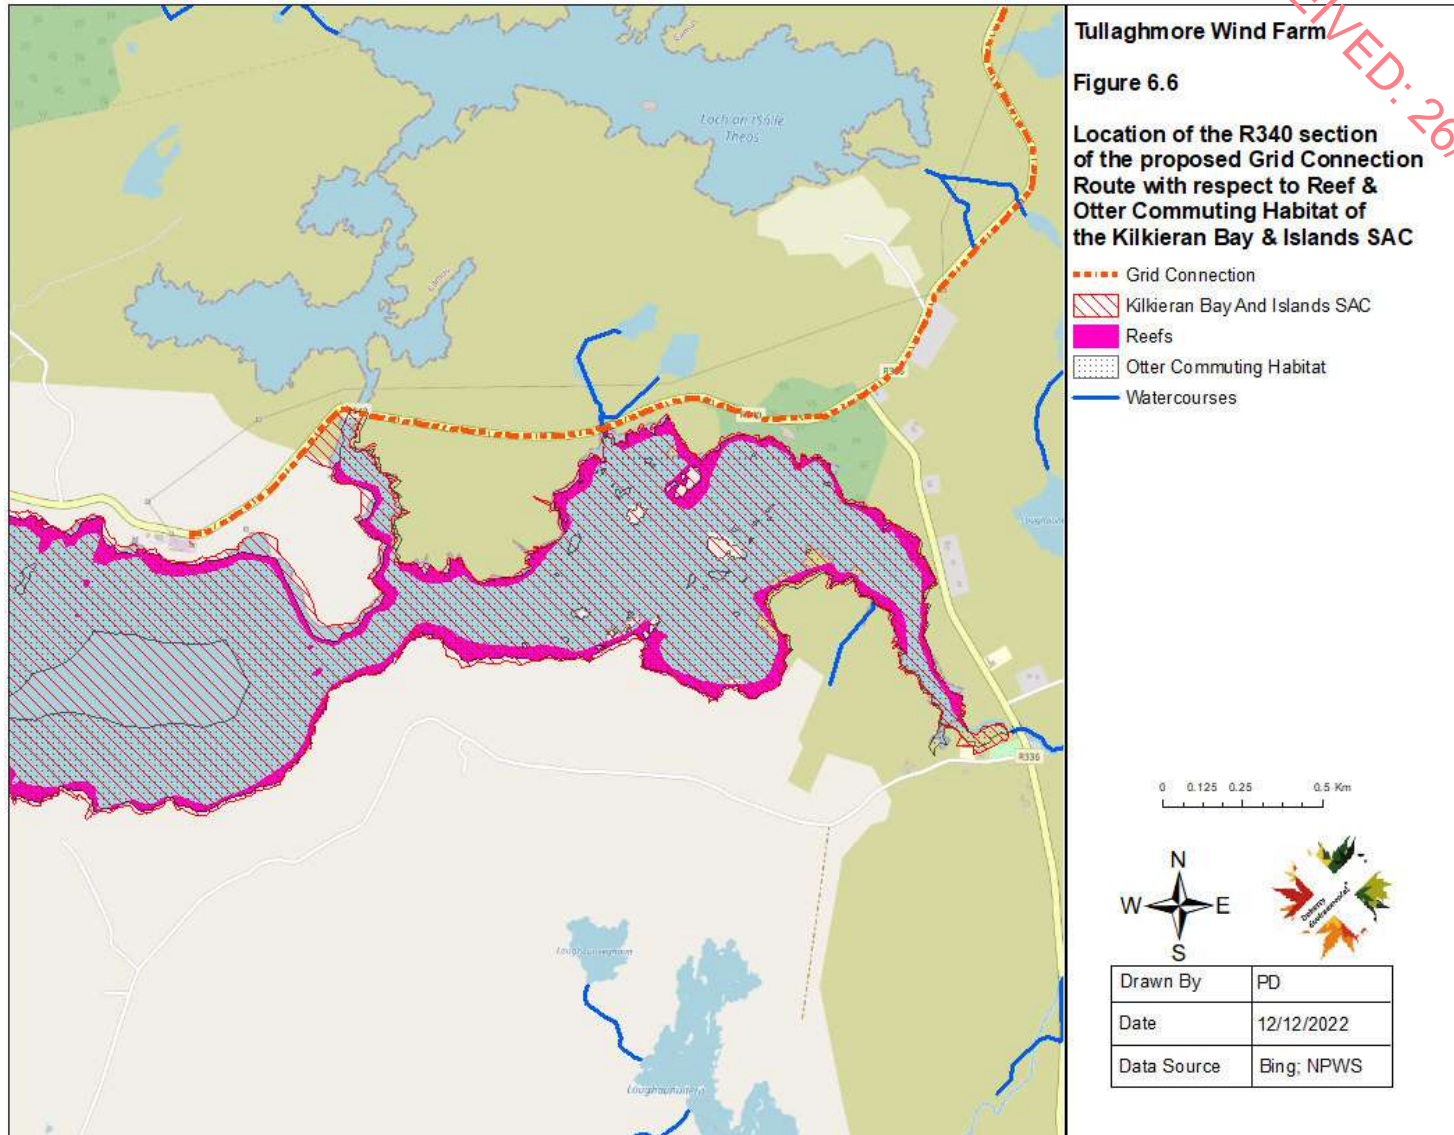 Tullaghmore Wind Farm
Figure 6.6
Location of the R340 section
of the proposed Grid Connection
Route with respect to Reef &
Otter Commuting Habitat of
the Kilkieran Bay & Islands SAC
Grid Connection
Kilkieran Bay And Islands SAC
Reefs
Otter Commuting Habitat
Watercourses
0 0.125 0.25 0.5 Km
N
W E
S
Drawn By PD
Date 12/12/2022
Data Source Bing; NPWS
Loch an tSáile
Theas
Camus
R336